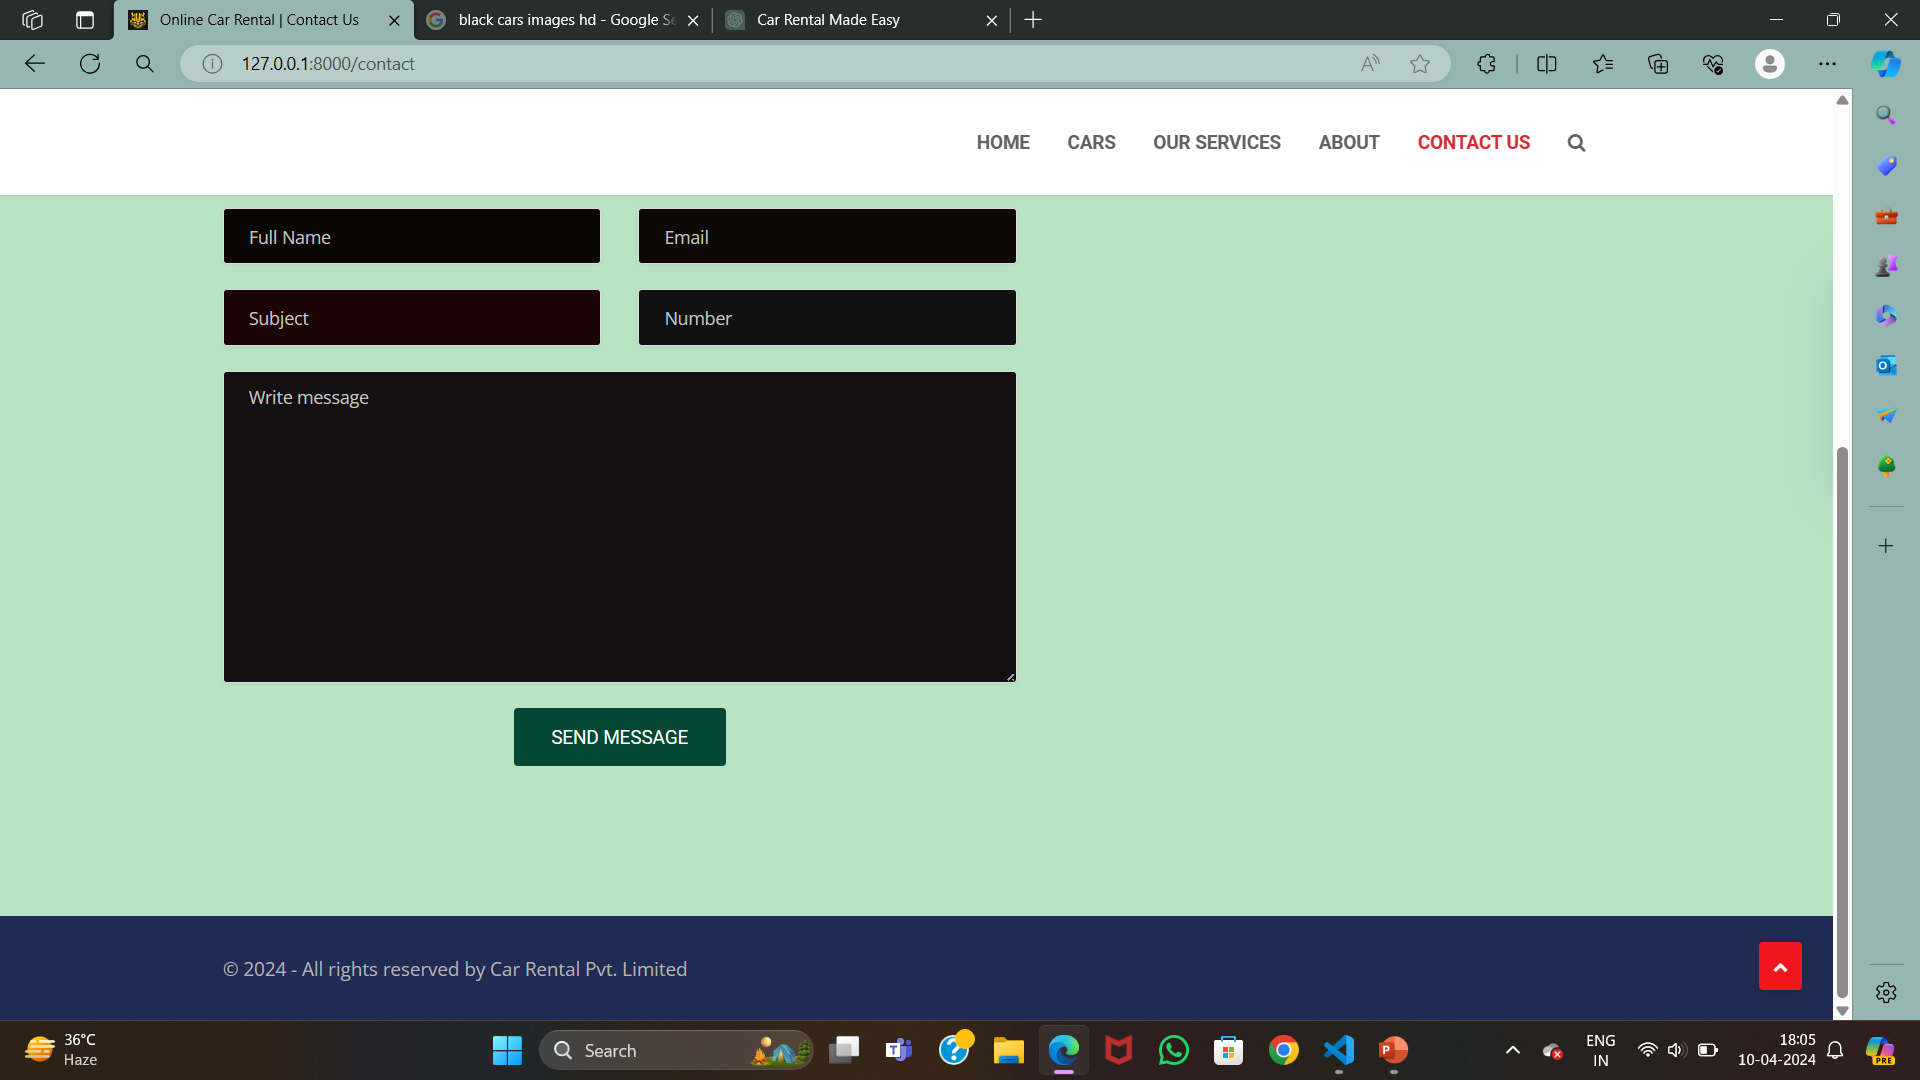 Online Car Rental | Contact Us
black cars images hd - Google Se
Car Rental Made Easy
127.0.0.1:8000/contact
HOME CARS OUR SERVICES ABOUT CONTACT US
Full Name Email
Subject Number
Write message
SEND MESSAGE
© 2024 - All rights reserved by Car Rental Pvt. Limited
36°C
Haze
Search
ENG
IN
18:05
10-04-2024
PRE